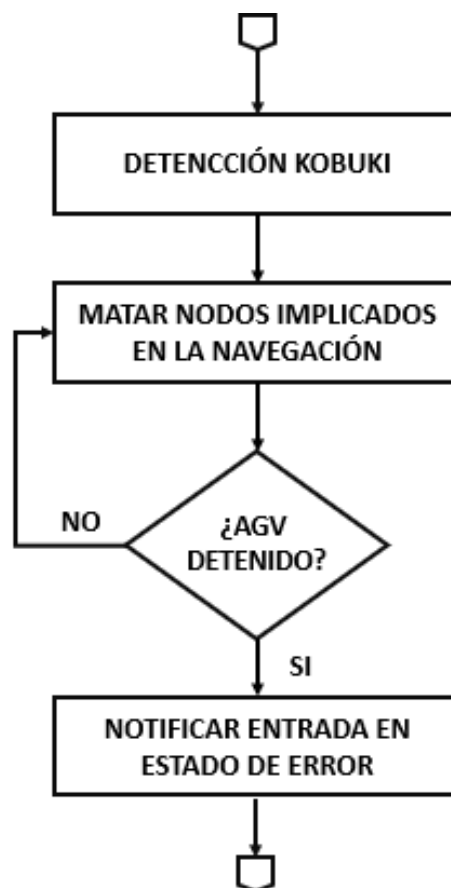 DETENCCIÓN KOBUKI
MATAR NODOS IMPLICADOS
EN LA NAVEGACIÓN
NO
¿AGV
DETENIDO?
SI
NOTIFICAR ENTRADA EN
ESTADO DE ERROR